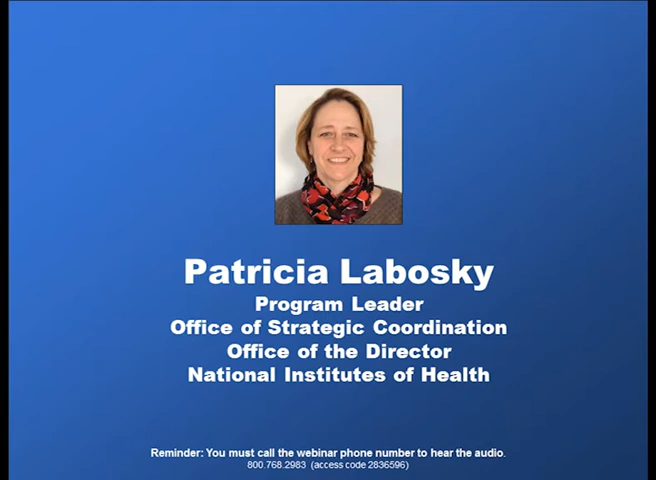 Patricia Labosky
Program Leader
Office of Strategic Coordination
Office of the Director
National Institutes of Health
Reminder: You must call the webinar phone number to hear the audio.
800.768.2983 (access code 2836596)